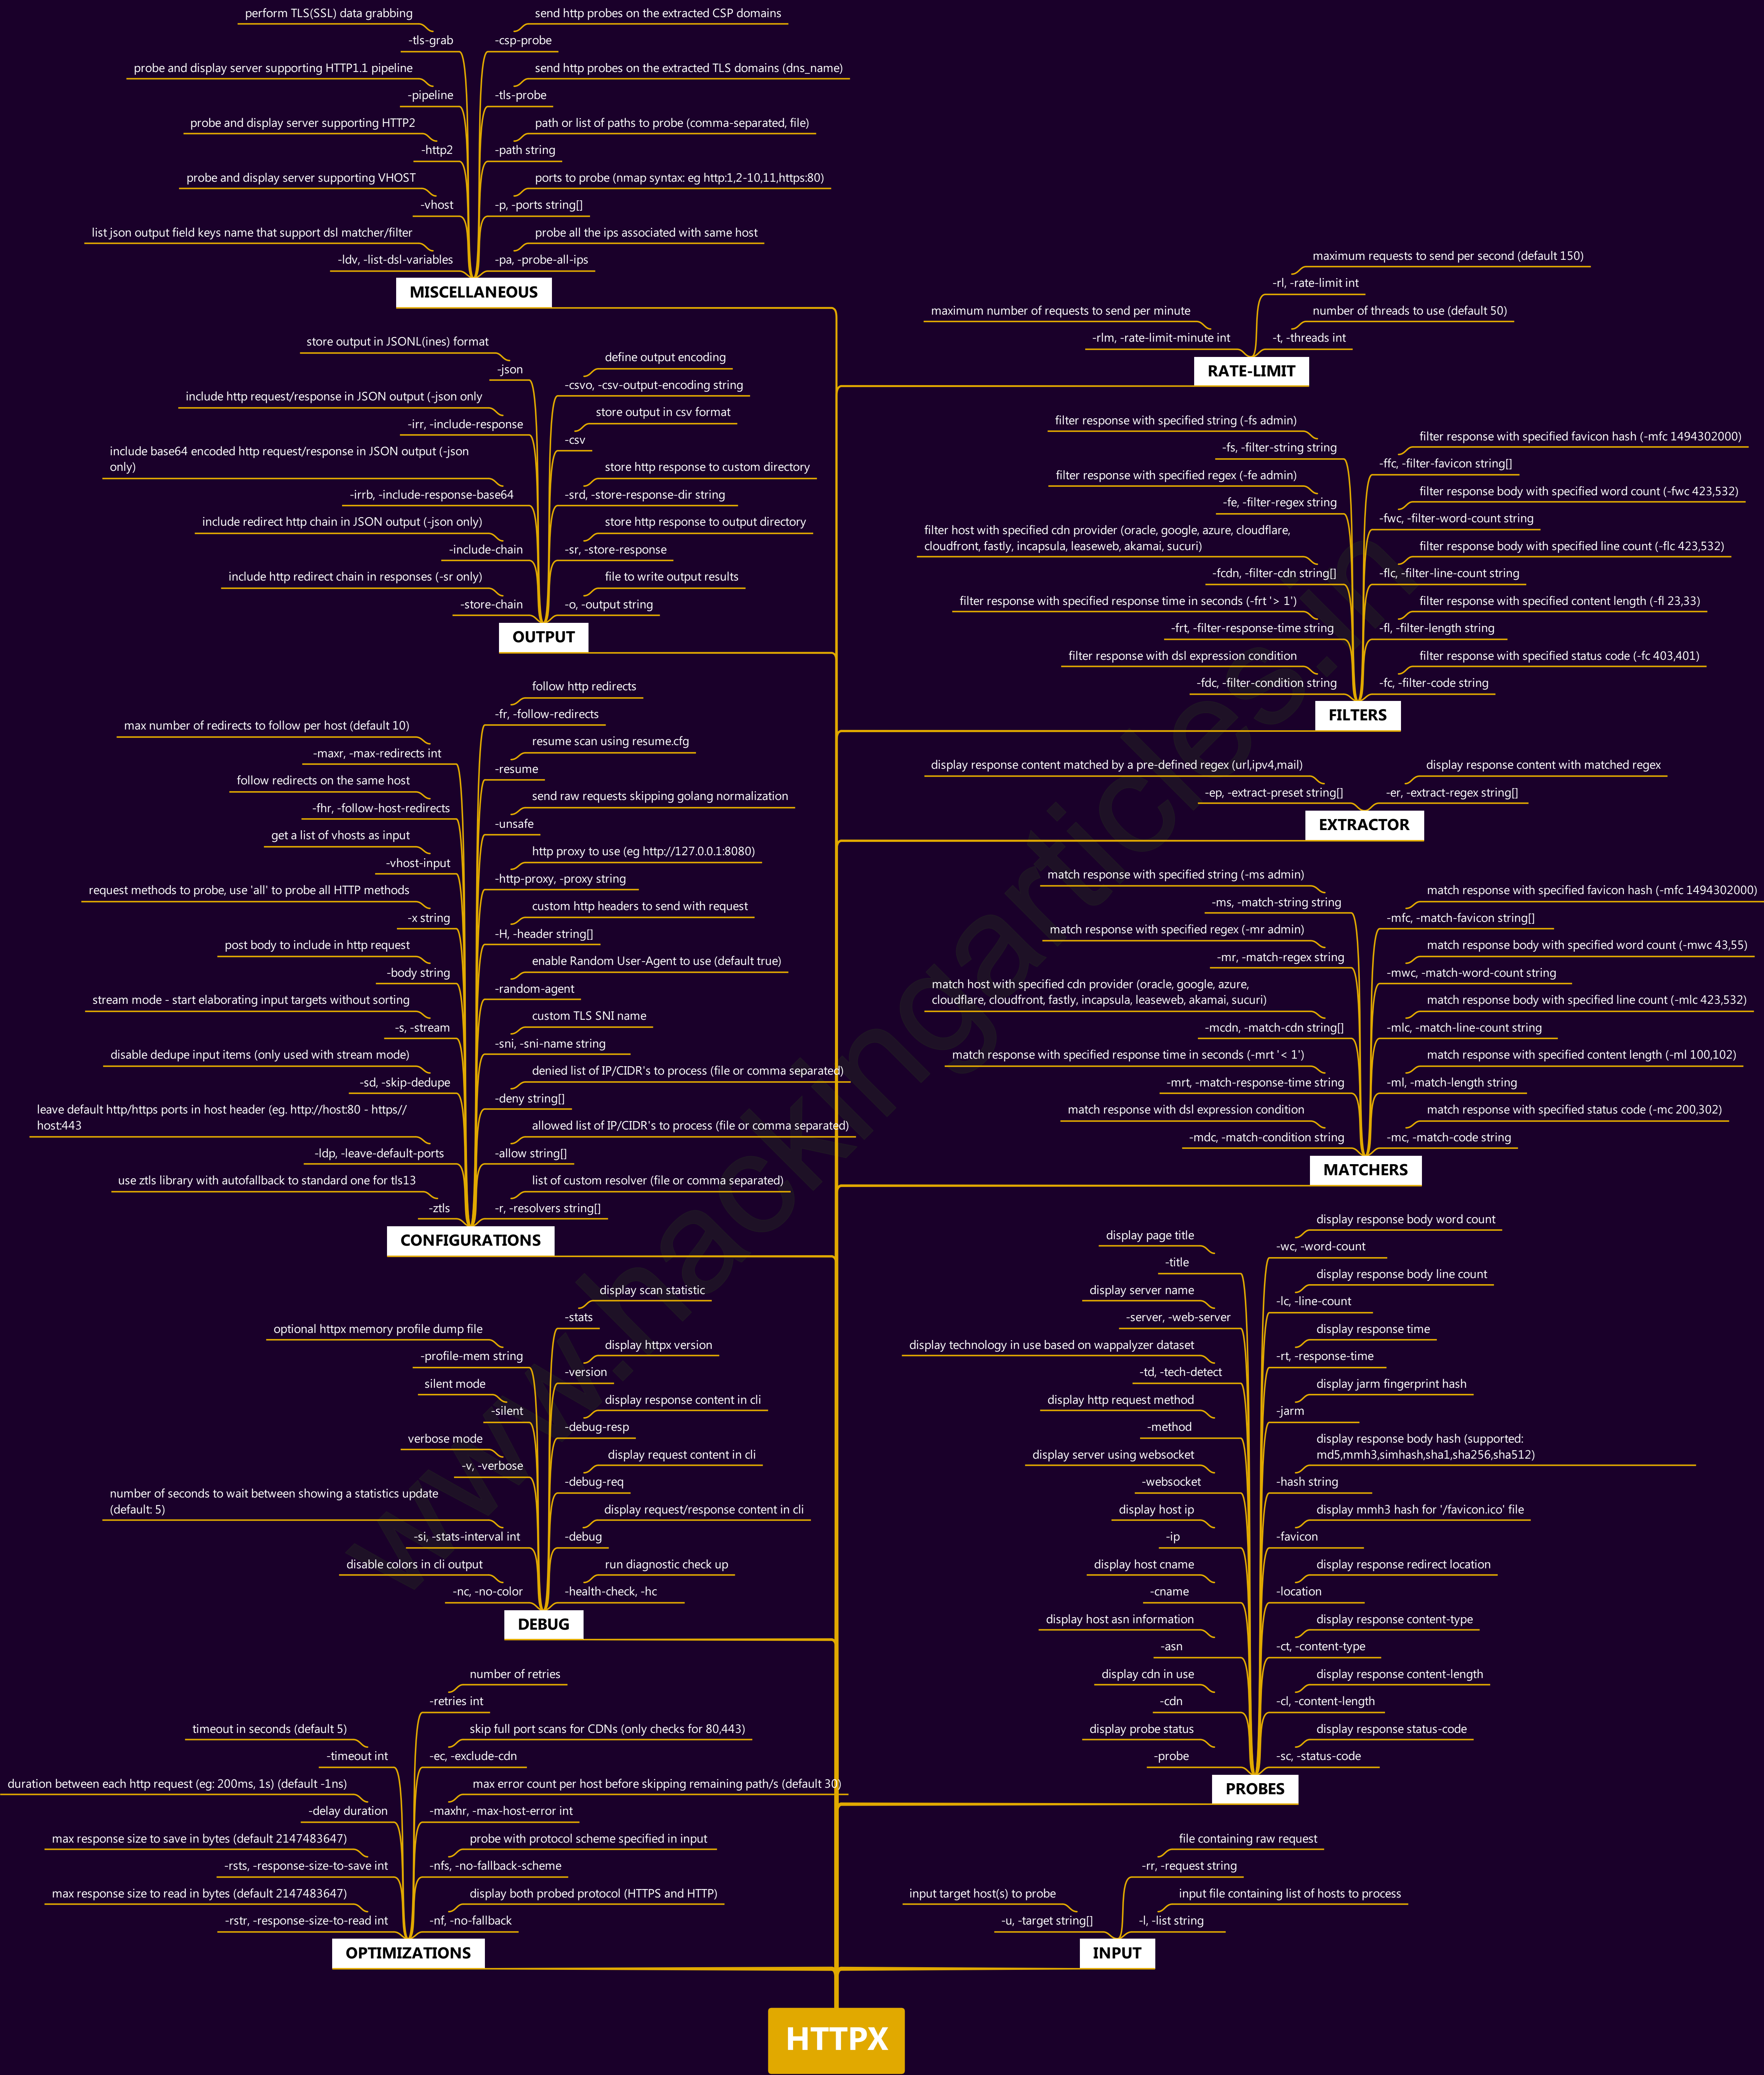 perform TLS(SSL) data grabbing
-tls-grab
probe and display server supporting HTTP1.1 pipeline
-pipeline
probe and display server supporting HTTP2
-http2
probe and display server supporting VHOST
-vhost
list json output field keys name that support dsl matcher/filter
-ldv, -list-dsl-variables
send http probes on the extracted CSP domains
-csp-probe
send http probes on the extracted TLS domains (dns_name)
-tls-probe
path or list of paths to probe (comma-separated, file)
-path string
ports to probe (nmap syntax: eg http:1,2-10,11,https:80)
-p, -ports string[]
probe all the ips associated with same host
-pa, -probe-all-ips
MISCELLANEOUS
store output in JSONL(ines) format
-json
include http request/response in JSON output (-json only
-irr, -include-response
include base64 encoded http request/response in JSON output (-json
only)
-irrb, -include-response-base64
include redirect http chain in JSON output (-json only)
-include-chain
include http redirect chain in responses (-sr only)
-store-chain
define output encoding
-csvo, -csv-output-encoding string
store output in csv format
-csv
store http response to custom directory
-srd, -store-response-dir string
store http response to output directory
-sr, -store-response
file to write output results
-o, -output string
OUTPUT
max number of redirects to follow per host (default 10)
-maxr, -max-redirects int
follow redirects on the same host
-fhr, -follow-host-redirects
get a list of vhosts as input
-vhost-input
request methods to probe, use 'all' to probe all HTTP methods
-x string
post body to include in http request
-body string
stream mode - start elaborating input targets without sorting
-s, -stream
disable dedupe input items (only used with stream mode)
-sd, -skip-dedupe
leave default http/https ports in host header (eg. http://host:80 - https//
host:443
-ldp, -leave-default-ports
use ztls library with autofallback to standard one for tls13
-ztls
follow http redirects
-fr, -follow-redirects
resume scan using resume.cfg
-resume
send raw requests skipping golang normalization
-unsafe
http proxy to use (eg http://127.0.0.1:8080)
-http-proxy, -proxy string
custom http headers to send with request
-H, -header string[]
enable Random User-Agent to use (default true)
-random-agent
custom TLS SNI name
-sni, -sni-name string
denied list of IP/CIDR's to process (file or comma separated)
-deny string[]
allowed list of IP/CIDR's to process (file or comma separated)
-allow string[]
list of custom resolver (file or comma separated)
-r, -resolvers string[]
CONFIGURATIONS
optional httpx memory profile dump file
-profile-mem string
silent mode
-silent
verbose mode
-v, -verbose
number of seconds to wait between showing a statistics update
(default: 5)
-si, -stats-interval int
disable colors in cli output
-nc, -no-color
display scan statistic
-stats
display httpx version
-version
display response content in cli
-debug-resp
display request content in cli
-debug-req
display request/response content in cli
-debug
run diagnostic check up
-health-check, -hc
DEBUG
timeout in seconds (default 5)
-timeout int
duration between each http request (eg: 200ms, 1s) (default -1ns)
-delay duration
max response size to save in bytes (default 2147483647)
-rsts, -response-size-to-save int
max response size to read in bytes (default 2147483647)
-rstr, -response-size-to-read int
number of retries
-retries int
skip full port scans for CDNs (only checks for 80,443)
-ec, -exclude-cdn
max error count per host before skipping remaining path/s (default 30)
-maxhr, -max-host-error int
probe with protocol scheme specified in input
-nfs, -no-fallback-scheme
display both probed protocol (HTTPS and HTTP)
-nf, -no-fallback
OPTIMIZATIONS
maximum number of requests to send per minute
-rlm, -rate-limit-minute int
maximum requests to send per second (default 150)
-rl, -rate-limit int
number of threads to use (default 50)
-t, -threads int
RATE-LIMIT
filter response with specified string (-fs admin)
-fs, -filter-string string
filter response with specified regex (-fe admin)
-fe, -filter-regex string
filter host with specified cdn provider (oracle, google, azure, cloudflare,
cloudfront, fastly, incapsula, leaseweb, akamai, sucuri)
-fcdn, -filter-cdn string[]
filter response with specified response time in seconds (-frt '> 1')
-frt, -filter-response-time string
filter response with dsl expression condition
-fdc, -filter-condition string
filter response with specified favicon hash (-mfc 1494302000)
-ffc, -filter-favicon string[]
filter response body with specified word count (-fwc 423,532)
-fwc, -filter-word-count string
filter response body with specified line count (-flc 423,532)
-flc, -filter-line-count string
filter response with specified content length (-fl 23,33)
-fl, -filter-length string
filter response with specified status code (-fc 403,401)
-fc, -filter-code string
FILTERS
display response content matched by a pre-defined regex (url,ipv4,mail)
-ep, -extract-preset string[]
display response content with matched regex
-er, -extract-regex string[]
EXTRACTOR
match response with specified string (-ms admin)
-ms, -match-string string
match response with specified regex (-mr admin)
-mr, -match-regex string
match host with specified cdn provider (oracle, google, azure,
cloudflare, cloudfront, fastly, incapsula, leaseweb, akamai, sucuri)
-mcdn, -match-cdn string[]
match response with specified response time in seconds (-mrt '< 1')
-mrt, -match-response-time string
match response with dsl expression condition
-mdc, -match-condition string
match response with specified favicon hash (-mfc 1494302000)
-mfc, -match-favicon string[]
match response body with specified word count (-mwc 43,55)
-mwc, -match-word-count string
match response body with specified line count (-mlc 423,532)
-mlc, -match-line-count string
match response with specified content length (-ml 100,102)
-ml, -match-length string
match response with specified status code (-mc 200,302)
-mc, -match-code string
MATCHERS
display page title
-title
display server name
-server, -web-server
display technology in use based on wappalyzer dataset
-td, -tech-detect
display http request method
-method
display server using websocket
-websocket
display host ip
-ip
display host cname
-cname
display host asn information
-asn
display cdn in use
-cdn
display probe status
-probe
display response body word count
-wc, -word-count
display response body line count
-lc, -line-count
display response time
-rt, -response-time
display jarm fingerprint hash
-jarm
display response body hash (supported:
md5,mmh3,simhash,sha1,sha256,sha512)
-hash string
display mmh3 hash for '/favicon.ico' file
-favicon
display response redirect location
-location
display response content-type
-ct, -content-type
display response content-length
-cl, -content-length
display response status-code
-sc, -status-code
PROBES
input target host(s) to probe
-u, -target string[]
file containing raw request
-rr, -request string
input file containing list of hosts to process
-l, -list string
INPUT
HTTPX
www.hackingarticles.in